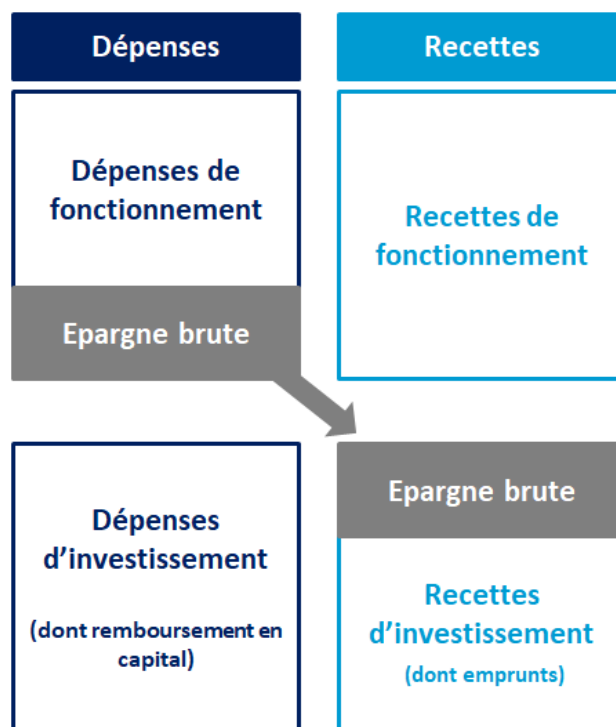 Dépenses
Recettes
Dépenses de
fonctionnement
Recettes de
fonctionnement
Epargne brute
Epargne brute
Dépenses
d’investissement
(dont remboursement en
capital)
Recettes
d’investissement
(dont emprunts)